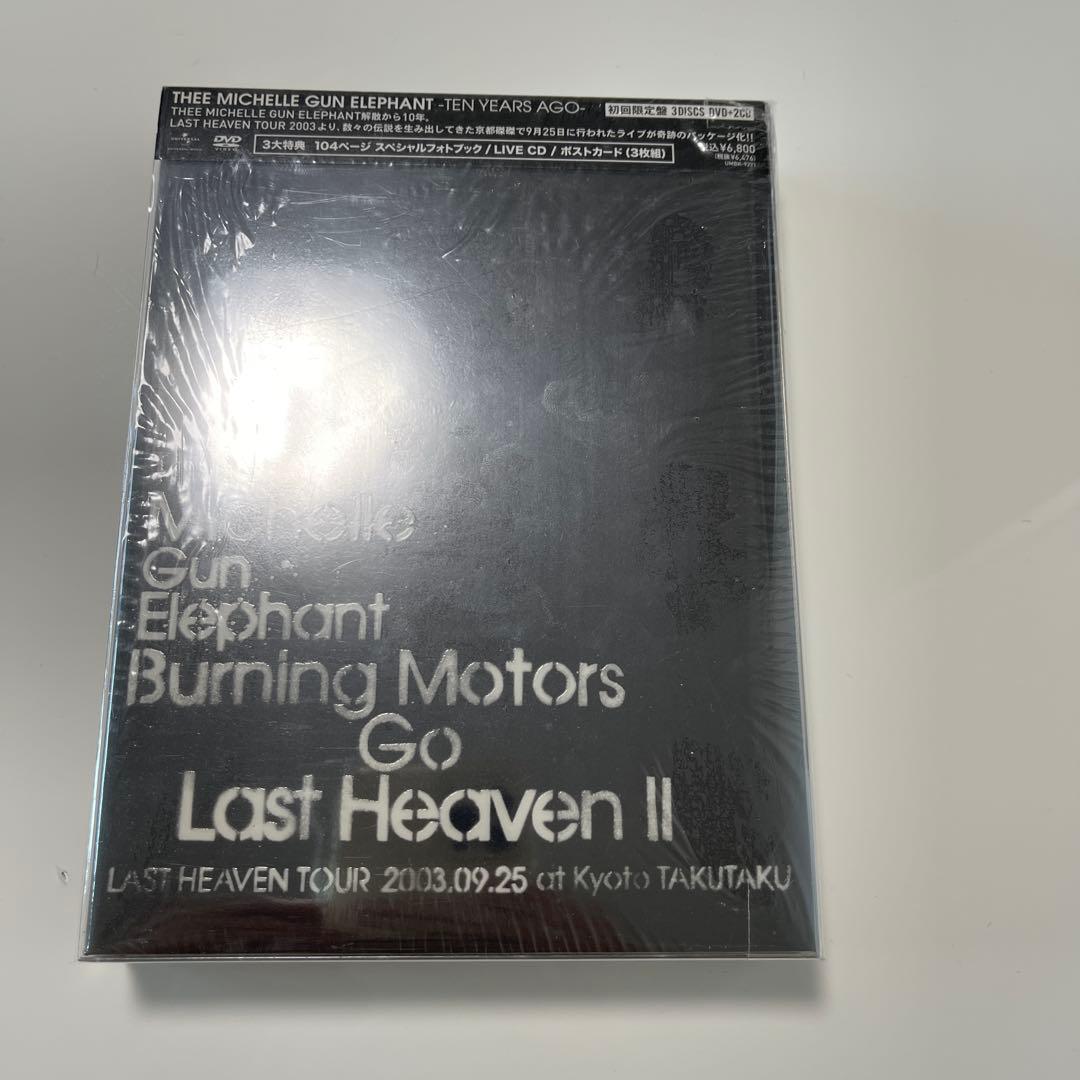 THEE MICHELLE GUN ELEPHANT -TEN YEARS AGO-
初回限定盤 3DISCS DVD+2CD
THEE MICHELLE GUN ELEPHANT解散から10年。
LAST HEAVEN TOUR 2003より、数々の伝説を生み出してきた京都磔磔で9月25日に行われたライブが奇跡のパッケージ化!!
UNIVERSAL
DVD
VIDEO
3大特典 104ページ スペシャルフォトブック / LIVE CD / ポストカード (3枚組)
税込¥6,800
(税抜¥6,476)
Michelle
Gun
Elephant
Burning Motors
Go
Last Heaven II
LAST HEAVEN TOUR 2003.09.25 at Kyoto TAKUTAKU